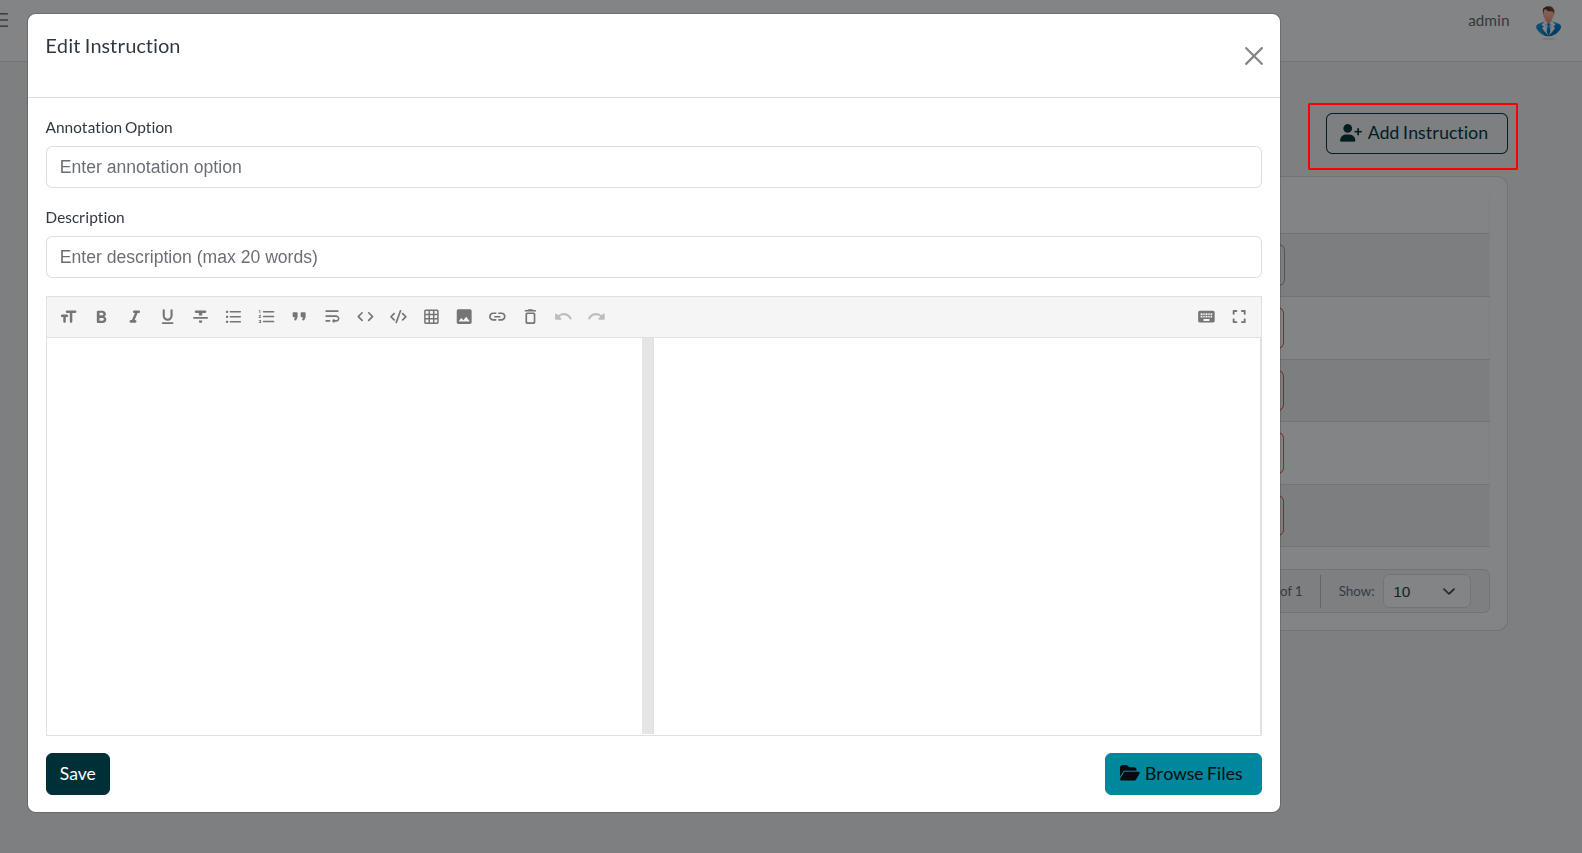 admin
Edit Instruction
Add Instruction
Annotation Option
Enter annotation option
Description
Enter description (max 20 words)
of 1
Show:
10
Save
Browse Files